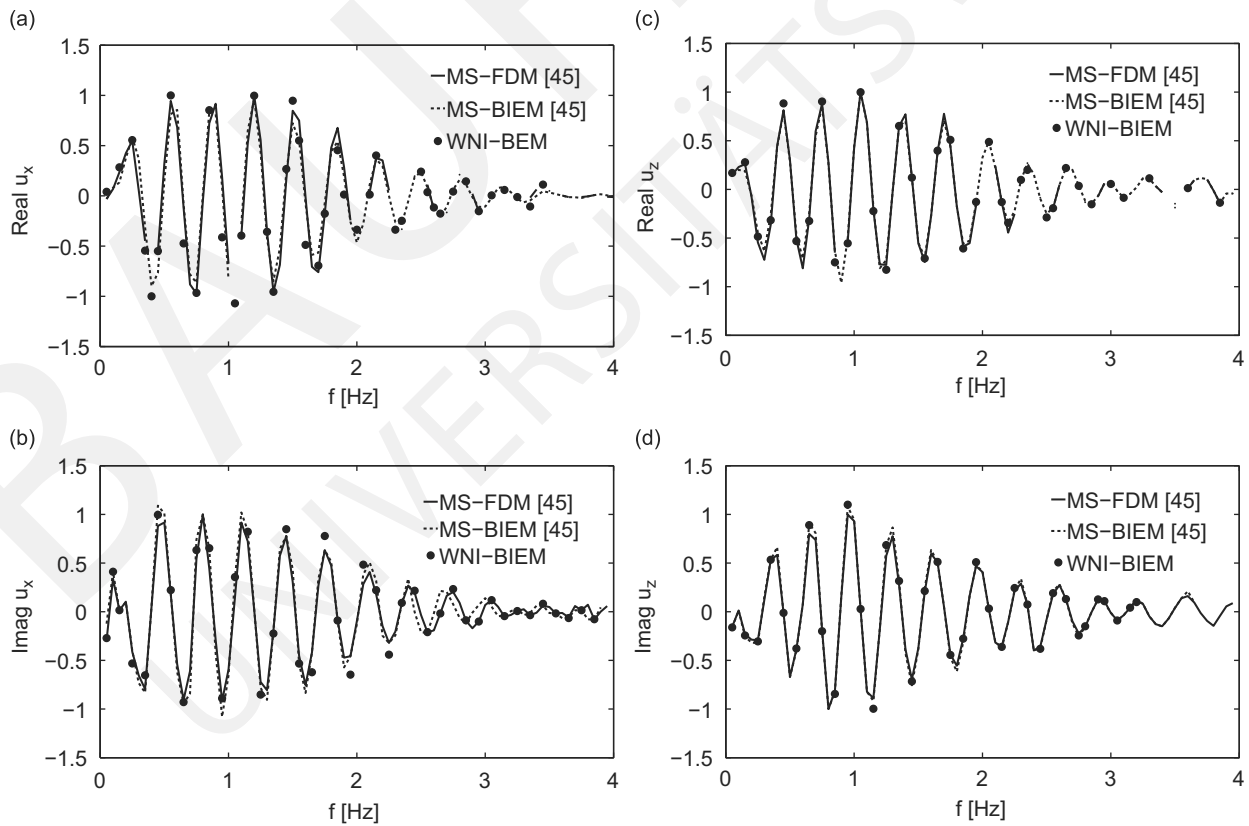 (a)
1.5
1
0.5
0
−0.5
−1
−1.5
Real u_x
MS−FDM [45]
MS−BIEM [45]
WNI−BEM
0 1 2 3 4
f [Hz]
(c)
1.5
1
0.5
0
−0.5
−1
−1.5
Real u_z
MS−FDM [45]
MS−BIEM [45]
WNI−BIEM
0 1 2 3 4
f [Hz]
(b)
1.5
1
0.5
0
−0.5
−1
−1.5
Imag u_x
MS−FDM [45]
MS−BIEM [45]
WNI−BIEM
0 1 2 3 4
f [Hz]
(d)
1.5
1
0.5
0
−0.5
−1
−1.5
Imag u_z
MS−FDM [45]
MS−BIEM [45]
WNI−BIEM
0 1 2 3 4
f [Hz]
BAU
UNIVERSITÄTS